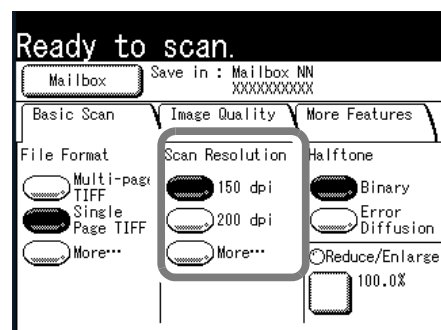 Ready to scan.
Mailbox
Save in : Mailbox NN
XXXXXXXXXX
Basic Scan
Image Quality
More Features
File Format
Multi-page
TIFF
Single
Page TIFF
More…
Scan Resolution
150 dpi
200 dpi
More…
Halftone
Binary
Error
Diffusion
Reduce/Enlarge
100.0%